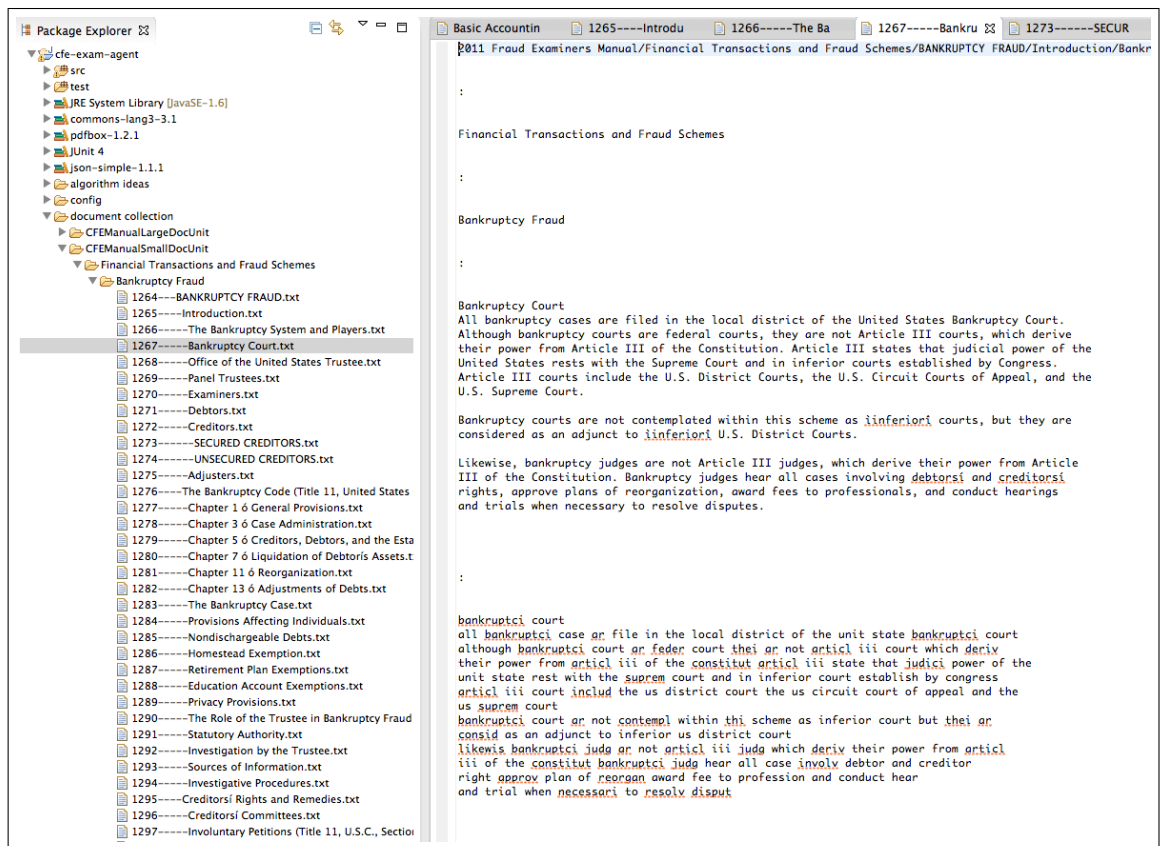 Package Explorer
cfe-exam-agent
src
test
JRE System Library [JavaSE-1.6]
commons-lang3-3.1
pdfbox-1.2.1
JUnit 4
json-simple-1.1.1
algorithm ideas
config
document collection
CFEManualLargeDocUnit
CFEManualSmallDocUnit
Financial Transactions and Fraud Schemes
Bankruptcy Fraud
1264---BANKRUPTCY FRAUD.txt
1265----Introduction.txt
1266-----The Bankruptcy System and Players.txt
1267-----Bankruptcy Court.txt
1268-----Office of the United States Trustee.txt
1269-----Panel Trustees.txt
1270-----Examiners.txt
1271-----Debtors.txt
1272-----Creditors.txt
1273------SECURED CREDITORS.txt
1274------UNSECURED CREDITORS.txt
1275-----Adjusters.txt
1276----The Bankruptcy Code (Title 11, United States
1277-----Chapter 1 ó General Provisions.txt
1278-----Chapter 3 ó Case Administration.txt
1279-----Chapter 5 ó Creditors, Debtors, and the Esta
1280-----Chapter 7 ó Liquidation of Debtorís Assets.t
1281-----Chapter 11 ó Reorganization.txt
1282-----Chapter 13 ó Adjustments of Debts.txt
1283-----The Bankruptcy Case.txt
1284-----Provisions Affecting Individuals.txt
1285-----Nondischargeable Debts.txt
1286-----Homestead Exemption.txt
1287-----Retirement Plan Exemptions.txt
1288-----Education Account Exemptions.txt
1289-----Privacy Provisions.txt
1290-----The Role of the Trustee in Bankruptcy Fraud
1291-----Statutory Authority.txt
1292-----Investigation by the Trustee.txt
1293-----Sources of Information.txt
1294-----Investigative Procedures.txt
1295----Creditorsí Rights and Remedies.txt
1296-----Creditorsí Committees.txt
1297-----Involuntary Petitions (Title 11, U.S.C., Section
Basic Accountin
1265----Introdu
1266-----The Ba
1267-----Bankru
1273------SECUR
2011 Fraud Examiners Manual/Financial Transactions and Fraud Schemes/BANKRUPTCY FRAUD/Introduction/Bankr
:
Financial Transactions and Fraud Schemes
:
Bankruptcy Fraud
:
Bankruptcy Court
All bankruptcy cases are filed in the local district of the United States Bankruptcy Court.
Although bankruptcy courts are federal courts, they are not Article III courts, which derive
their power from Article III of the Constitution. Article III states that judicial power of the
United States rests with the Supreme Court and in inferior courts established by Congress.
Article III courts include the U.S. District Courts, the U.S. Circuit Courts of Appeal, and the
U.S. Supreme Court.
Bankruptcy courts are not contemplated within this scheme as ìinferiorî courts, but they are
considered as an adjunct to ìinferiorî U.S. District Courts.
Likewise, bankruptcy judges are not Article III judges, which derive their power from Article
III of the Constitution. Bankruptcy judges hear all cases involving debtorsí and creditorsí
rights, approve plans of reorganization, award fees to professionals, and conduct hearings
and trials when necessary to resolve disputes.
:
bankruptci court
all bankruptci case ar file in the local district of the unit state bankruptci court
although bankruptci court ar feder court thei ar not articl iii court which deriv
their power from articl iii of the constitut articl iii state that judici power of the
unit state rest with the suprem court and in inferior court establish by congress
articl iii court includ the us district court the us circuit court of appeal and the
us suprem court
bankruptci court ar not contempl within thi scheme as inferior court but thei ar
consid as an adjunct to inferior us district court
likewis bankruptci judg ar not articl iii judg which deriv their power from articl
iii of the constitut bankruptci judg hear all case involv debtor and creditor
right approv plan of reorgan award fee to profession and conduct hear
and trial when necessari to resolv disput